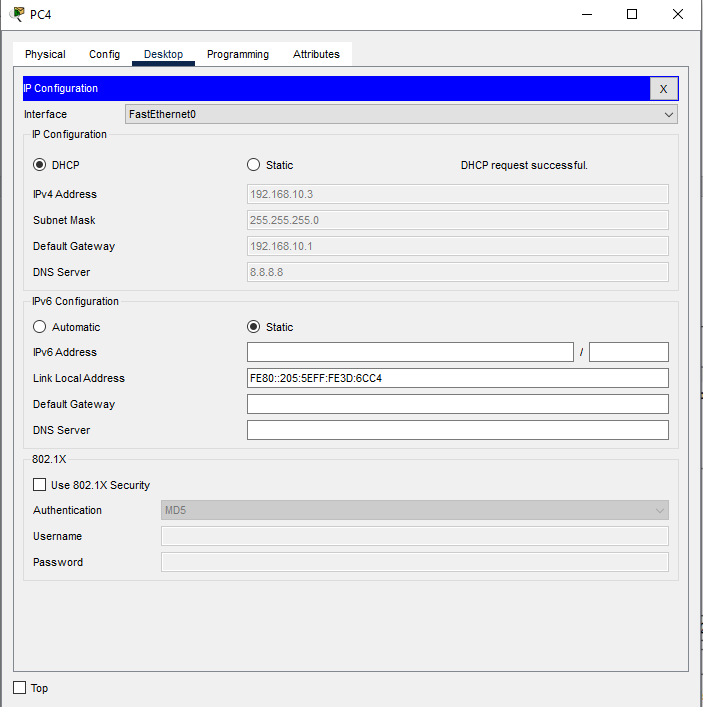 PC4
Physical Config Desktop Programming Attributes
IP Configuration X
Interface FastEthernet0
IP Configuration
DHCP Static DHCP request successful.
IPv4 Address 192.168.10.3
Subnet Mask 255.255.255.0
Default Gateway 192.168.10.1
DNS Server 8.8.8.8
IPv6 Configuration
Automatic Static
IPv6 Address /
Link Local Address FE80::205:5EFF:FE3D:6CC4
Default Gateway
DNS Server
802.1X
Use 802.1X Security
Authentication MD5
Username
Password
Top